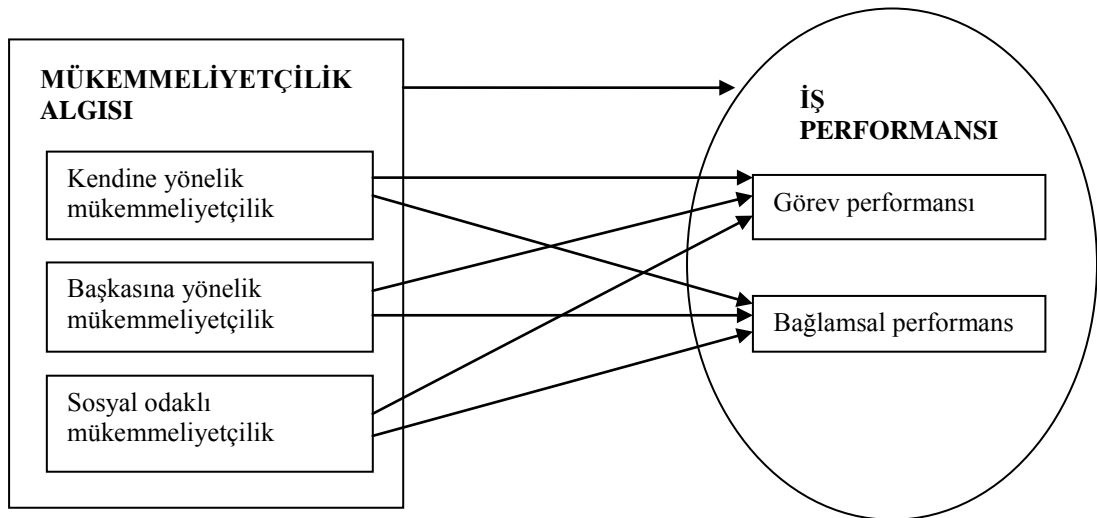 MÜKEMMELİYETÇİLİK
ALGISI
Kendine yönelik
mükemmeliyetçilik
Başkasına yönelik
mükemmeliyetçilik
Sosyal odaklı
mükemmeliyetçilik
İŞ
PERFORMANSI
Görev performansı
Bağlamsal performans